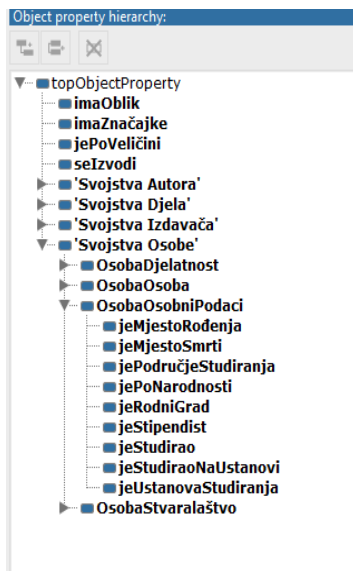 Object property hierarchy:
topObjectProperty
imaOblik
imaZnačajke
jePoVeličini
seIzvodi
'Svojstva Autora'
'Svojstva Djela'
'Svojstva Izdavača'
'Svojstva Osobe'
OsobaDjelatnost
OsobaOsoba
OsobaOsobniPodaci
jeMjestoRođenja
jeMjestoSmrti
jePodručjeStudiranja
jePoNarodnosti
jeRodniGrad
jeStipendist
jeStudirao
jeStudiraoNaUstanovi
jeUstanovaStudiranja
OsobaStvaralaštvo